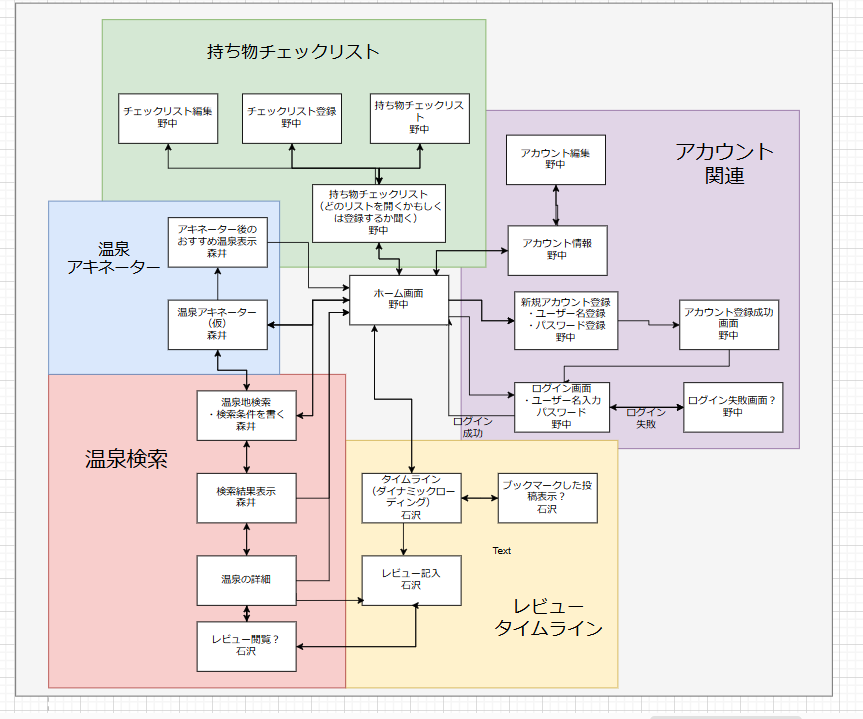 持ち物チェックリスト
チェックリスト編集
野中
チェックリスト登録
野中
持ち物チェックリス
ト
野中
持ち物チェックリスト
（どのリストを開くかもしく
は登録するか聞く）
野中
アカウント
関連
アカウント編集
野中
アカウント情報
野中
新規アカウント登録
・ユーザー名登録
・パスワード登録
野中
アカウント登録成功
画面
野中
ログイン画面
・ユーザー名入力
パスワード
野中
ログイン
失敗
ログイン失敗画面？
野中
ログイン
成功
ホーム画面
野中
温泉
アキネーター
アキネーター後の
おすすめ温泉表示
森井
温泉アキネーター
（仮）
森井
温泉検索
温泉地検索
・検索条件を書く
森井
検索結果表示
森井
温泉の詳細
レビュー閲覧？
石沢
タイムライン
（ダイナミックロー
ディング）
石沢
ブックマークした投
稿表示？
石沢
レビュー記入
石沢
Text
レビュー
タイムライン